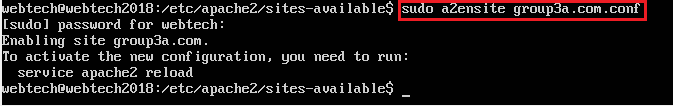 webtech@webtech2018:/etc/apache2/sites-available$ sudo a2ensite group3a.com.conf
[sudo] password for webtech:
Enabling site group3a.com.
To activate the new configuration, you need to run:
  service apache2 reload
webtech@webtech2018:/etc/apache2/sites-available$ _